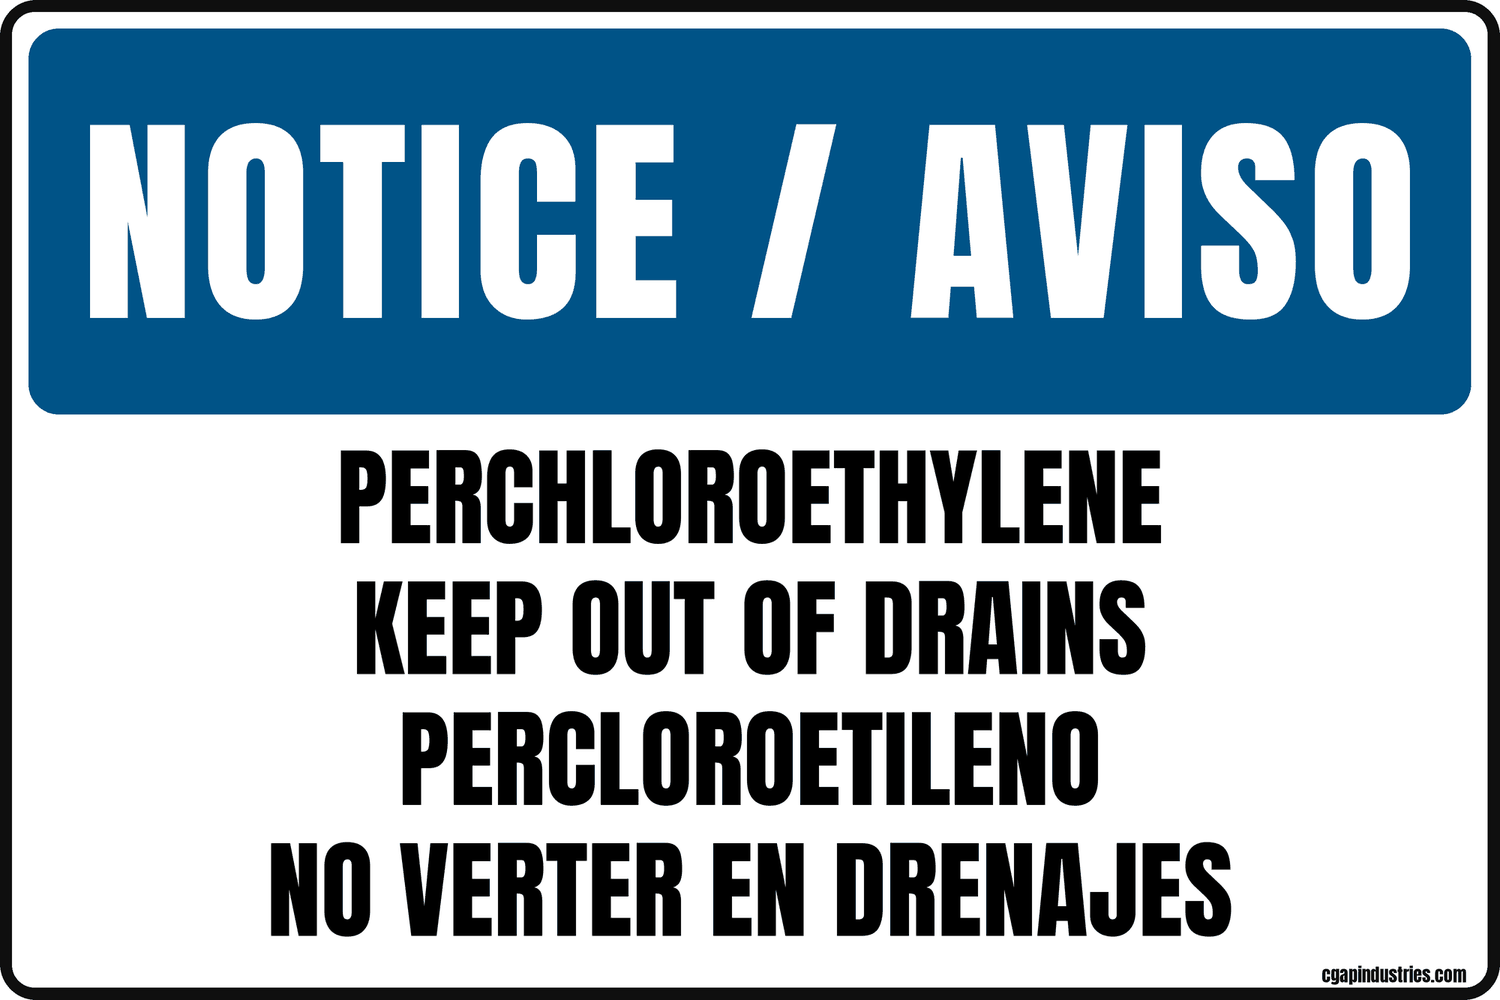 NOTICE / AVISO
PERCHLOROETHYLENE
KEEP OUT OF DRAINS
PERCLOROETILENO
NO VERTER EN DRENAJES
cgapindustries.com